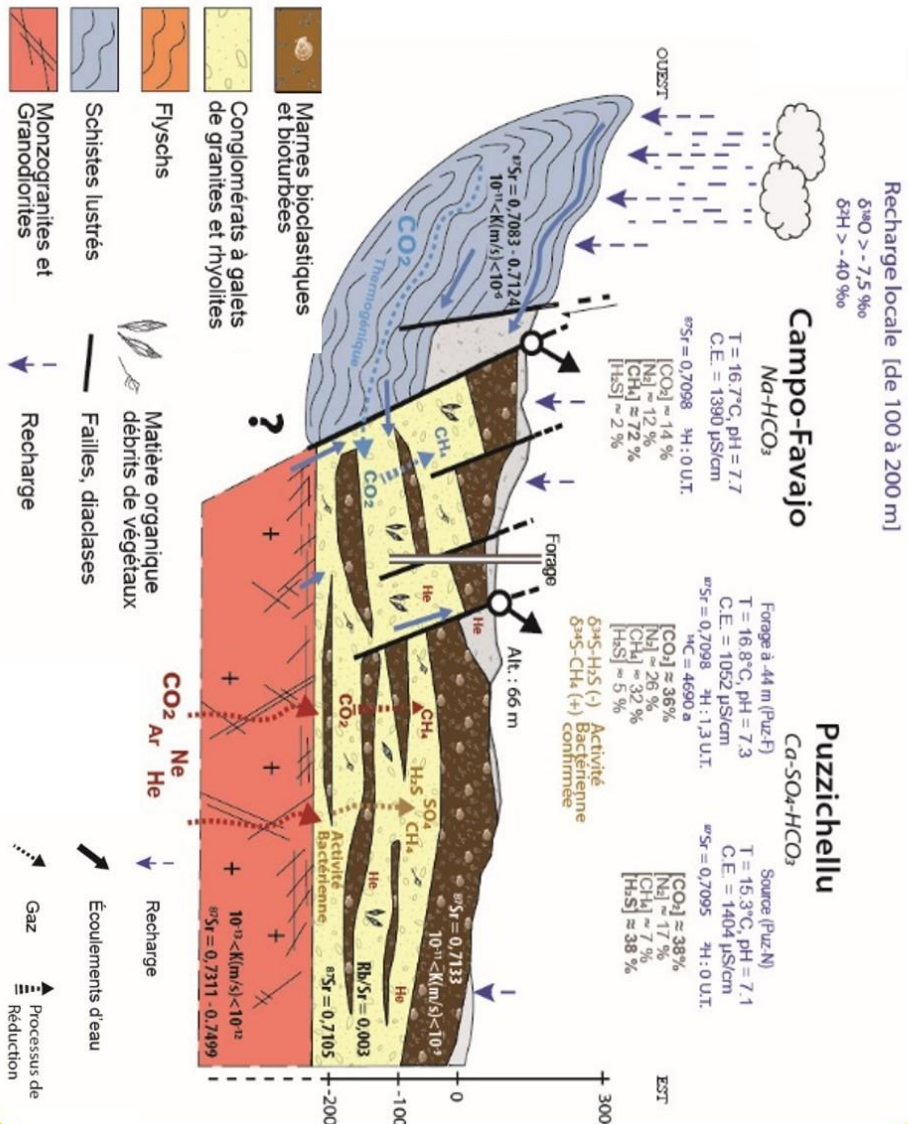 Recharge locale [de 100 à 200 m]
δ¹⁸O > - 7,5 ‰
δ²H > - 40 ‰
Campo-Favajo
Na-HCO₃
T = 16.7°C, pH = 7.7
C.E. = 1390 µS/cm
⁸⁷Sr = 0,7098 ³H : 0 U.T.
[CO₂] ≈ 14 %
[N₂] ≈ 12 %
[CH₄] ≈ 72 %
[H₂S] ≈ 2 %
Puzzichellu
Ca-SO₄-HCO₃
Forage à -44 m (Puz-F)
T = 16.8°C, pH = 7.3
C.E. = 1052 µS/cm
⁸⁷Sr = 0,7098 ³H : 1,3 U.T.
¹⁴C = 4690 a
[CO₂] ≈ 36%
[N₂] ≈ 26 %
[CH₄] ≈ 32 %
[H₂S] ≈ 5 %
δ³⁴S-H₂S (-) Activité
δ³⁴S-CH₄ (+) Bactérienne
confirmée
Source (Puz-N)
T = 15.3°C, pH = 7.1
C.E. = 1404 µS/cm
⁸⁷Sr = 0,7095 ³H : 0 U.T.
[CO₂] ≈ 38%
[N₂] ≈ 17 %
[CH₄] ≈ 7 %
[H₂S] ≈ 38 %
OUEST
EST
Forage
Alt. : 66 m
300
0
-100
-200
⁸⁷Sr = 0,7083 - 0.7124
10⁻¹¹<K(m/s)<10⁻⁶
CO₂
Thermogénique
CH₄
CO₂
He
He
CO₂
CH₄
H₂S
SO₄
CH₄
Activité
Bactérienne
He
He
⁸⁷Sr = 0,7133
10⁻¹¹<K(m/s)<10⁻⁹
Rb/Sr = 0,003
⁸⁷Sr = 0,7105
10⁻¹³<K(m/s)<10⁻¹²
⁸⁷Sr = 0,7311 - 0.7499
?
+
+
+
+
+
CO₂
Ne
Ar
He
Marnes bioclastiques
et bioturbées
Conglomérats à galets
de granites et rhyolites
Flyschs
Schistes lustrés
Monzogranites et
Granodiorites
Matière organique
débrits de végétaux
Failles, diaclases
Recharge
Recharge
Écoulements d'eau
Gaz
Processus de
Réduction